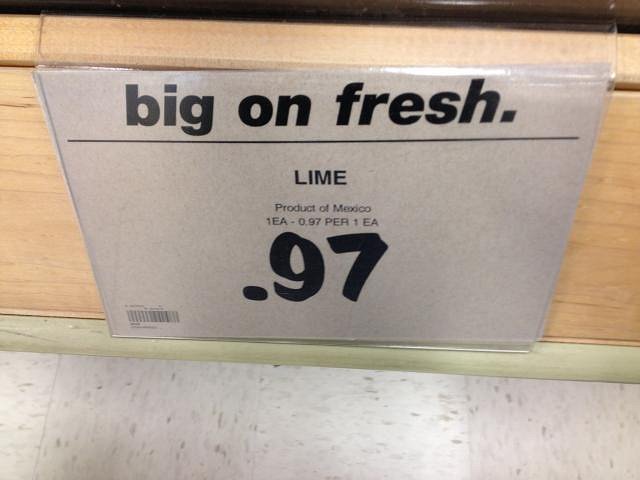 big on fresh.
LIME
Product of Mexico
1EA - 0.97 PER 1 EA
.97